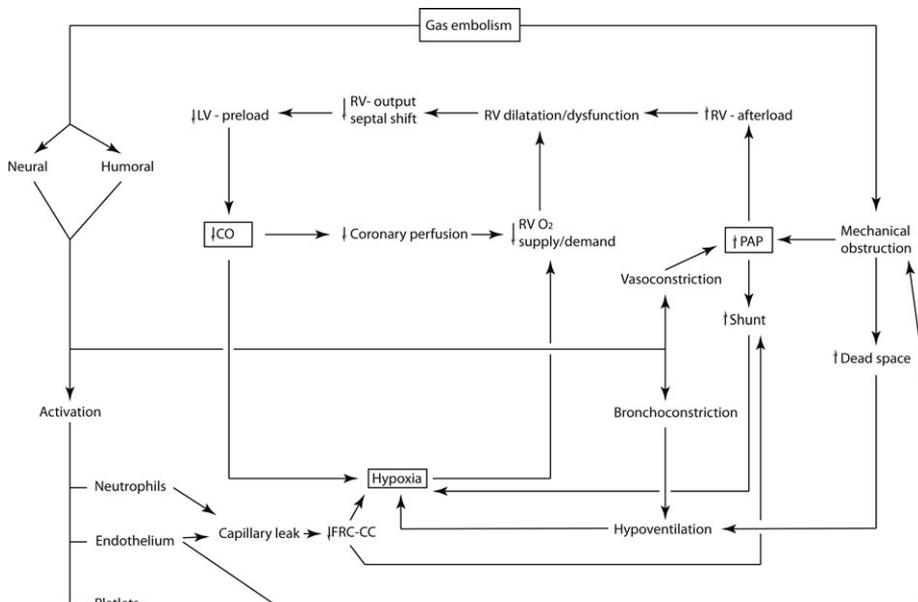 Gas embolism
RV- output
septal shift
↓LV - preload
RV dilatation/dysfunction
↑RV - afterload
Neural
Humoral
↓CO
↓ Coronary perfusion
↓RV O₂
supply/demand
↑PAP
Mechanical
obstruction
Vasoconstriction
↑Shunt
↑Dead space
Activation
Bronchoconstriction
Hypoxia
Neutrophils
Capillary leak
↓FRC-CC
Hypoventilation
Endothelium